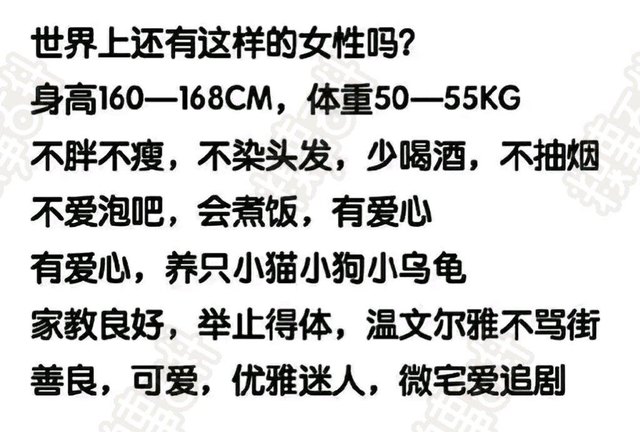 世界上还有这样的女性吗?
身高160—168CM，体重50—55KG
不胖不瘦，不染头发，少喝酒，不抽烟
不爱泡吧，会煮饭，有爱心
有爱心，养只小猫小狗小乌龟
家教良好，举止得体，温文尔雅不骂街
善良，可爱，优雅迷人，微宅爱追剧